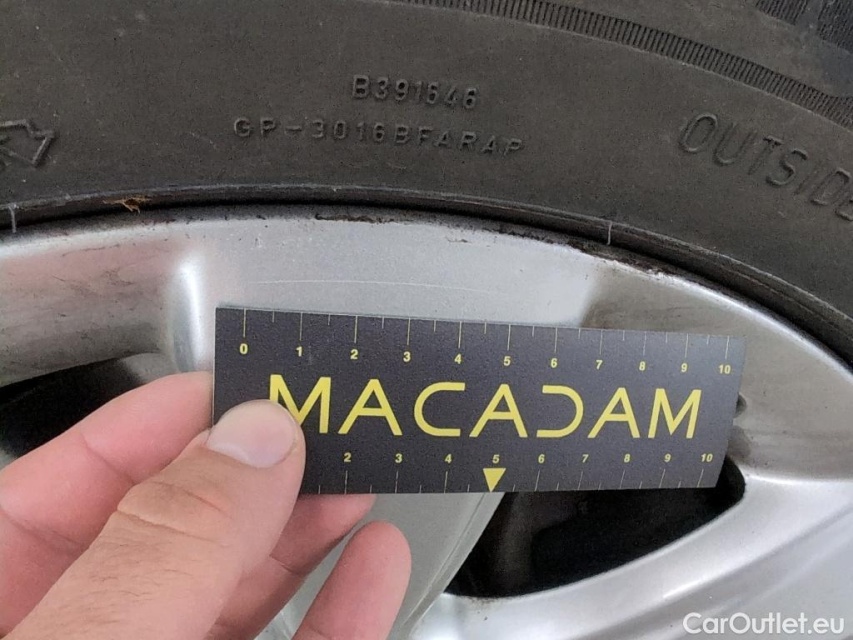 B391646
GP-3016BFARAP
OUTSIDE
0 1 2 3 4 5 6 7 8 9 10
MACADAM
2 3 4 5 6 7 8 9 10
CarOutlet.eu